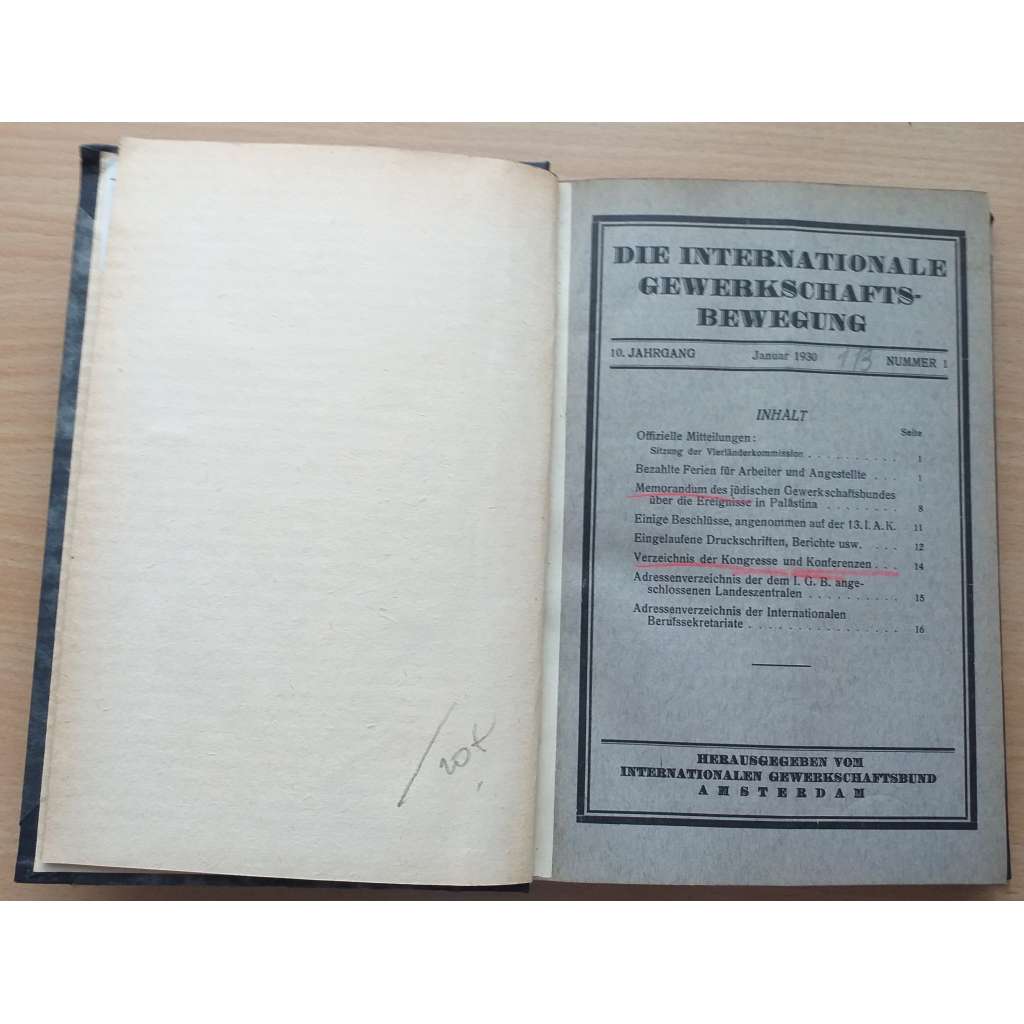 DIE INTERNATIONALE
GEWERKSCHAFTS-
BEWEGUNG
10. JAHRGANG Januar 1930 113 NUMMER 1
INHALT
Seite
Offizielle Mitteilungen:
Sitzung der Vierländerkommission . . . . . . . . . . 1
Bezahlte Ferien für Arbeiter und Angestellte . . . 1
Memorandum des jüdischen Gewerkschaftsbundes
über die Ereignisse in Palästina . . . . . . . . 8
Einige Beschlüsse, angenommen auf der 13. I. A. K. 11
Eingelaufene Druckschriften, Berichte usw. . . . . 12
Verzeichnis der Kongresse und Konferenzen . . . 14
Adressenverzeichnis der dem I. G. B. ange-
schlossenen Landeszentralen . . . . . . . . . . 15
Adressenverzeichnis der Internationalen
Berufssekretariate . . . . . . . . . . . . . . . . 16
HERAUSGEGEBEN VOM
INTERNATIONALEN GEWERKSCHAFTSBUND
AMSTERDAM